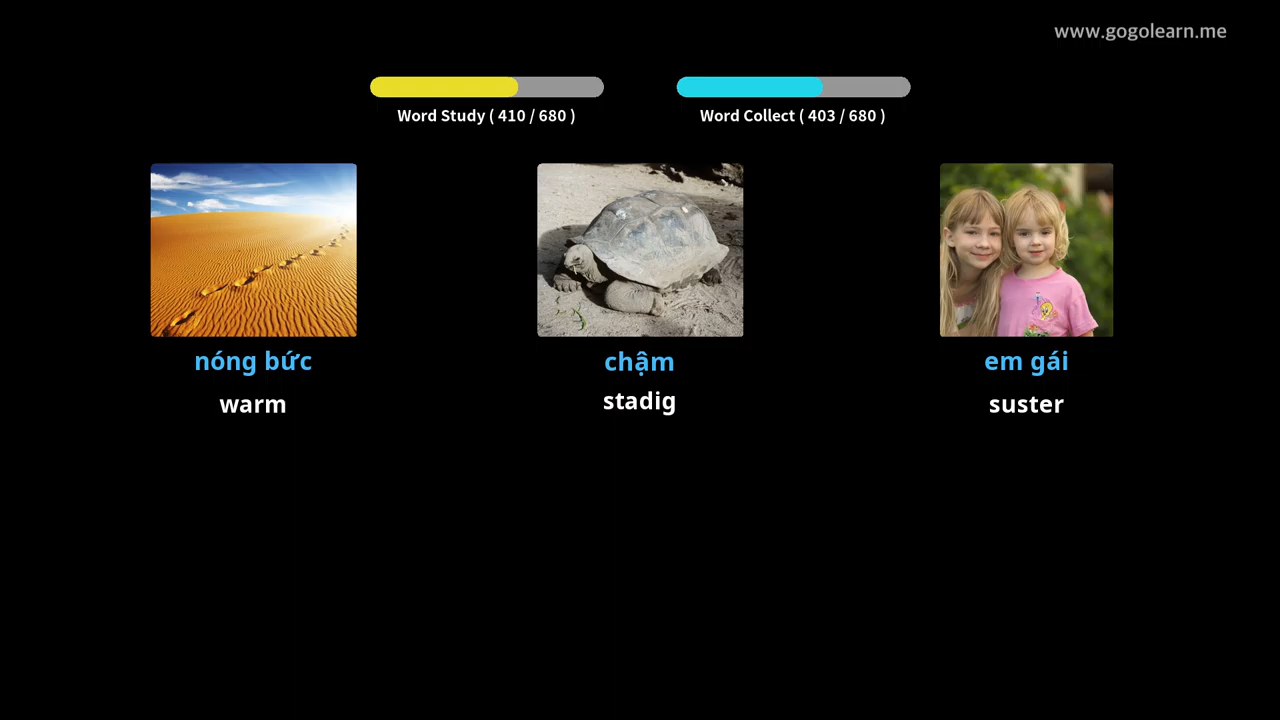 www.gogolearn.me
Word Study ( 410 / 680 )
Word Collect ( 403 / 680 )
nóng bức
chậm
em gái
warm
stadig
suster